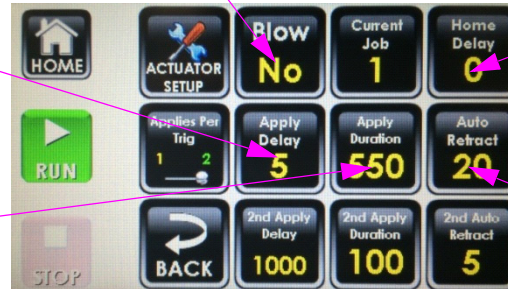 HOME
ACTUATOR
SETUP
Blow
No
Current
Job
1
Home
Delay
0
RUN
Applies Per
Trig
1 2
Apply
Delay
5
Apply
Duration
550
Auto
Retract
20
STOP
BACK
2nd Apply
Delay
1000
2nd Apply
Duration
100
2nd Auto
Retract
5